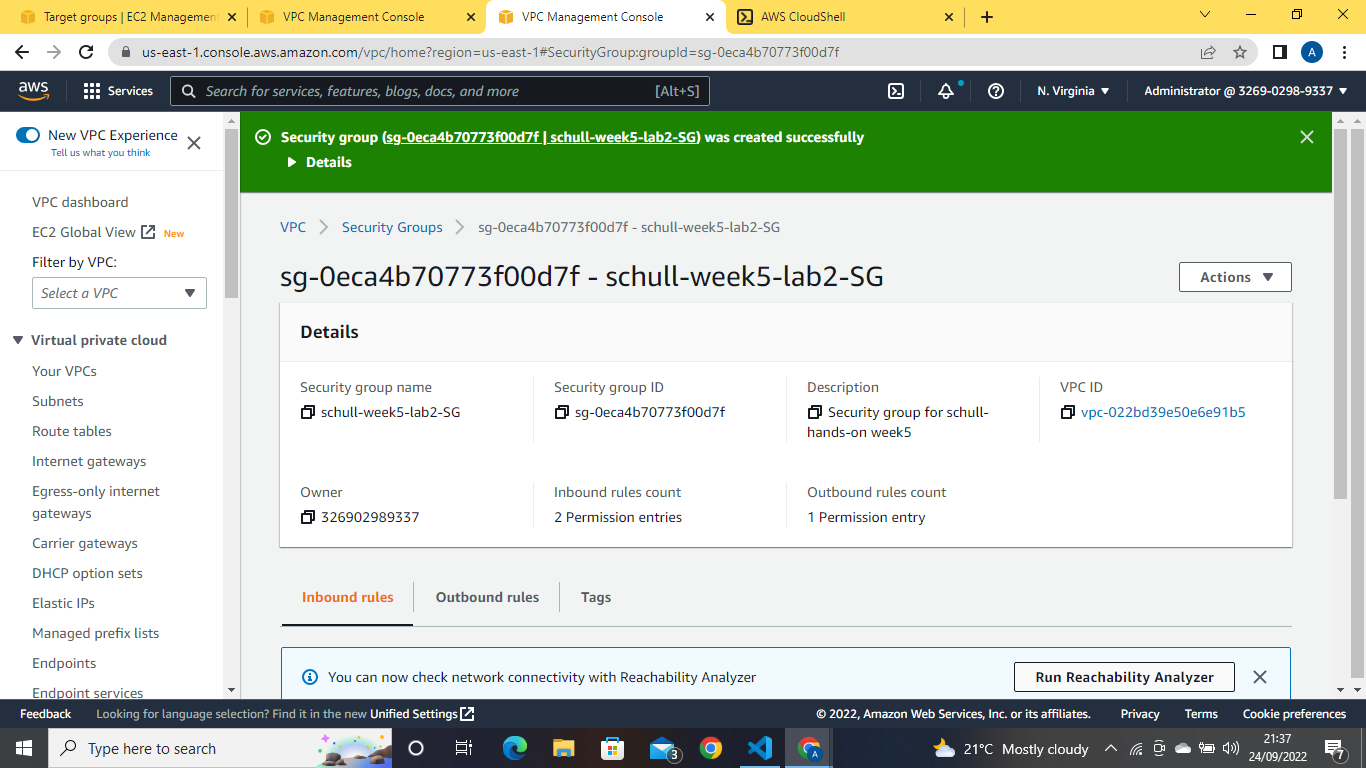 Target groups | EC2 Managemen
VPC Management Console
VPC Management Console
AWS CloudShell
us-east-1.console.aws.amazon.com/vpc/home?region=us-east-1#SecurityGroup:groupId=sg-0eca4b70773f00d7f
A
aws
Services
Search for services, features, blogs, docs, and more
[Alt+S]
N. Virginia
Administrator @ 3269-0298-9337
New VPC Experience
Tell us what you think
VPC dashboard
EC2 Global View
New
Filter by VPC:
Select a VPC
Virtual private cloud
Your VPCs
Subnets
Route tables
Internet gateways
Egress-only internet
gateways
Carrier gateways
DHCP option sets
Elastic IPs
Managed prefix lists
Endpoints
Endpoint services
Security group (sg-0eca4b70773f00d7f | schull-week5-lab2-SG) was created successfully
Details
VPC
Security Groups
sg-0eca4b70773f00d7f - schull-week5-lab2-SG
sg-0eca4b70773f00d7f - schull-week5-lab2-SG
Actions
Details
Security group name
schull-week5-lab2-SG
Security group ID
sg-0eca4b70773f00d7f
Description
Security group for schull-
hands-on week5
VPC ID
vpc-022bd39e50e6e91b5
Owner
326902989337
Inbound rules count
2 Permission entries
Outbound rules count
1 Permission entry
Inbound rules
Outbound rules
Tags
You can now check network connectivity with Reachability Analyzer
Run Reachability Analyzer
Feedback
Looking for language selection? Find it in the new Unified Settings
© 2022, Amazon Web Services, Inc. or its affiliates.
Privacy
Terms
Cookie preferences
Type here to search
3
A
21°C Mostly cloudy
21:37
24/09/2022
7